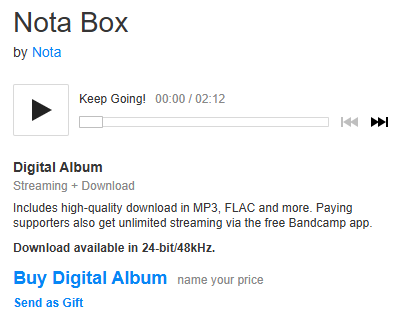 Nota Box
by Nota
Keep Going! 00:00 / 02:12
Digital Album
Streaming + Download
Includes high-quality download in MP3, FLAC and more. Paying
supporters also get unlimited streaming via the free Bandcamp app.
Download available in 24-bit/48kHz.
Buy Digital Album name your price
Send as Gift